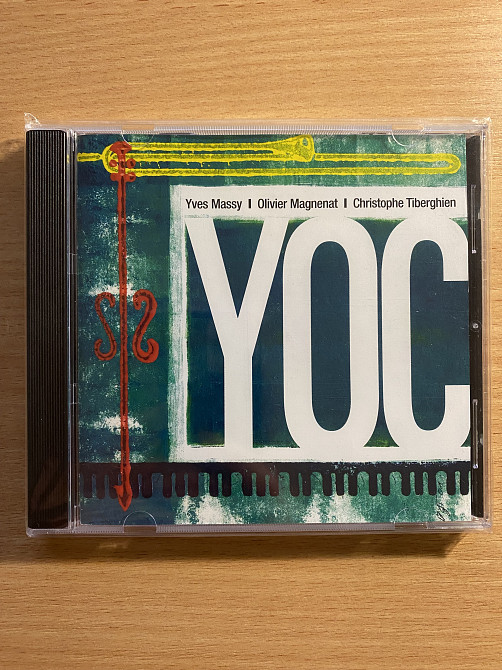 Yves Massy | Olivier Magnenat | Christophe Tiberghien
YOC